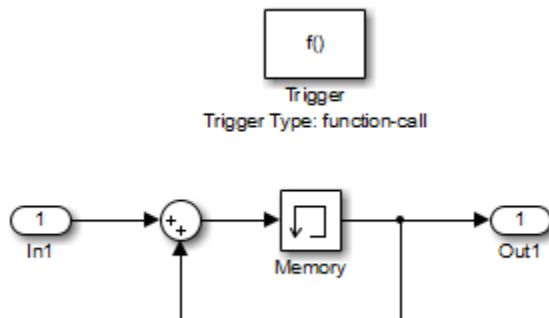 f()
Trigger
Trigger Type: function-call
1
+
+
1
In1
Memory
Out1